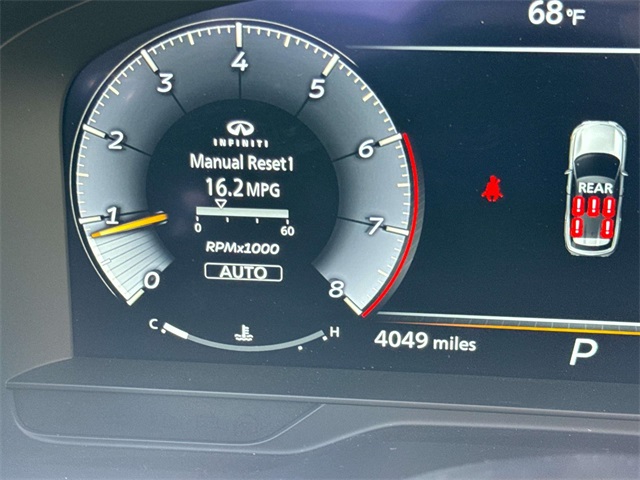 68°F
4
3
5
2
6
1
7
0
8
INFINITI
Manual Reset1
16.2 MPG
0 60
RPMx1000
AUTO
C H
REAR
4049 miles
P